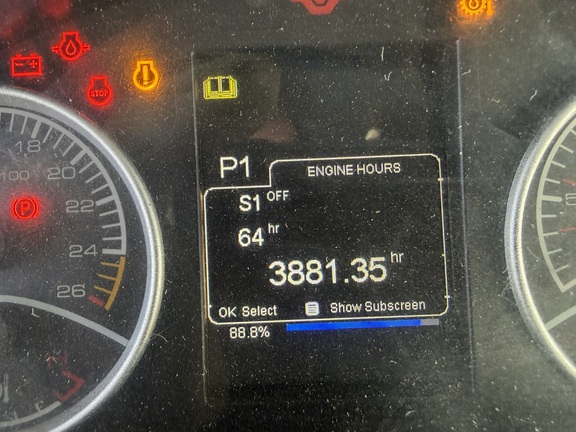 STOP
18
100
20
P
22
24
26
P1
ENGINE HOURS
S1 OFF
64 hr
3881.35 hr
OK Select
Show Subscreen
88.8%